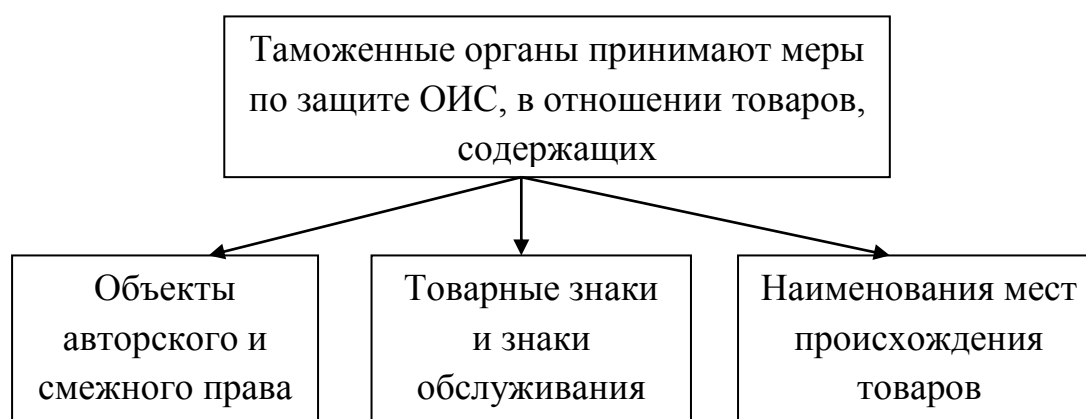 Таможенные органы принимают меры
по защите ОИС, в отношении товаров,
содержащих
Объекты
авторского и
смежного права
Товарные знаки
и знаки
обслуживания
Наименования мест
происхождения
товаров